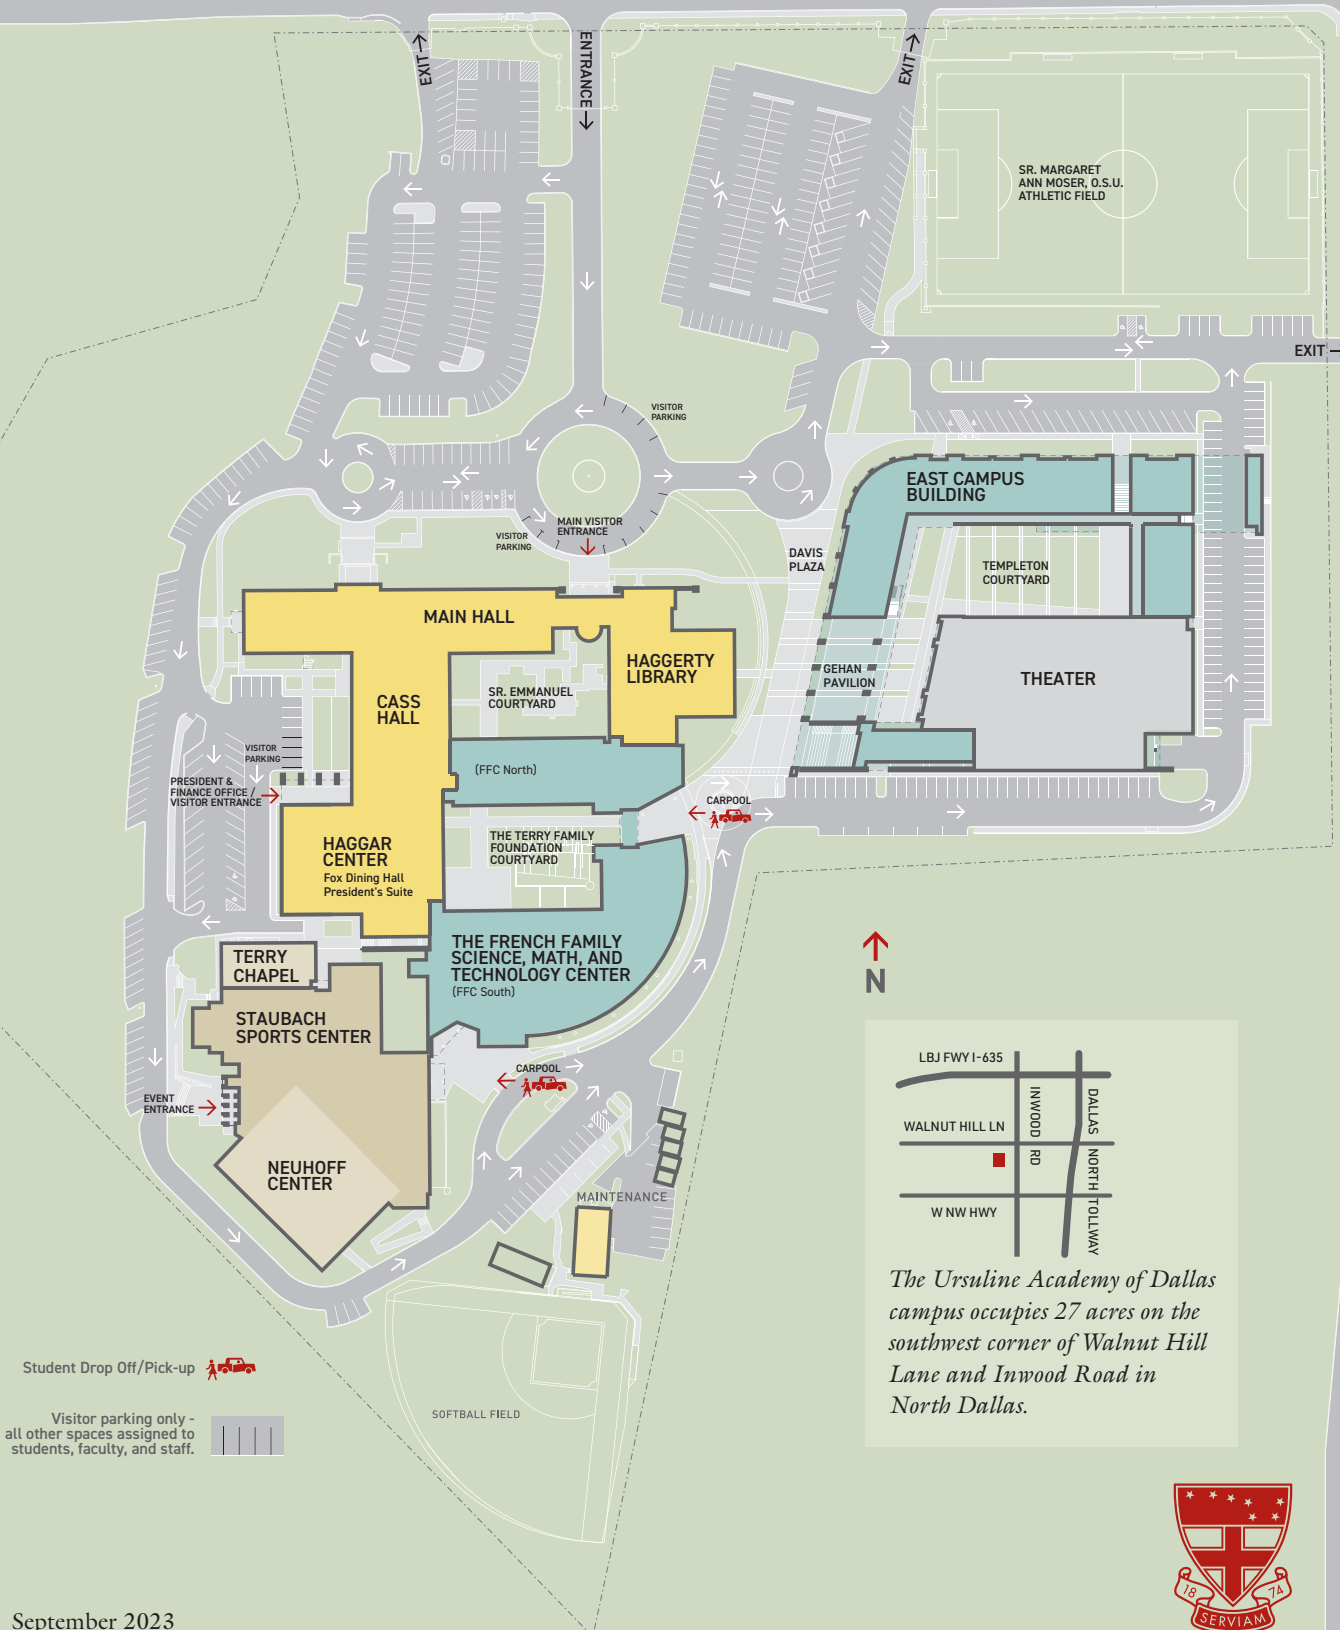 EXIT
ENTRANCE
EXIT
SR. MARGARET
ANN MOSER, O.S.U.
ATHLETIC FIELD
EXIT
VISITOR
PARKING
MAIN VISITOR
ENTRANCE
VISITOR
PARKING
EAST CAMPUS
BUILDING
DAVIS
PLAZA
TEMPLETON
COURTYARD
MAIN HALL
HAGGERTY
LIBRARY
GEHAN
PAVILION
THEATER
CASS
HALL
SR. EMMANUEL
COURTYARD
VISITOR
PARKING
(FFC North)
PRESIDENT &
FINANCE OFFICE /
VISITOR ENTRANCE
CARPOOL
HAGGAR
CENTER
Fox Dining Hall
President's Suite
THE TERRY FAMILY
FOUNDATION
COURTYARD
THE FRENCH FAMILY
SCIENCE, MATH, AND
TECHNOLOGY CENTER
(FFC South)
TERRY
CHAPEL
N
STAUBACH
SPORTS CENTER
CARPOOL
EVENT
ENTRANCE
NEUHOFF
CENTER
MAINTENANCE
LBJ FWY I-635
INWOOD RD
DALLAS NORTH TOLLWAY
WALNUT HILL LN
W NW HWY
The Ursuline Academy of Dallas
campus occupies 27 acres on the
southwest corner of Walnut Hill
Lane and Inwood Road in
North Dallas.
Student Drop Off/Pick-up
Visitor parking only -
all other spaces assigned to
students, faculty, and staff.
SOFTBALL FIELD
18 74
SERVIAM
September 2023